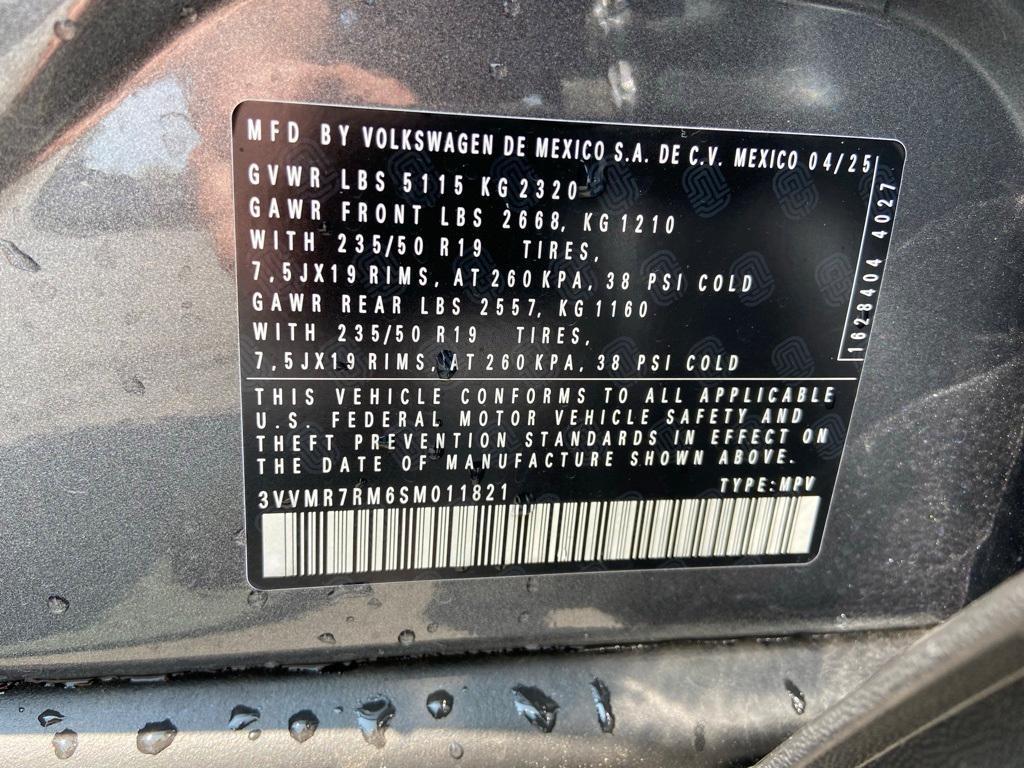 MFD BY VOLKSWAGEN DE MEXICO S.A. DE C.V. MEXICO 04/25
GVWR LBS 5115 KG 2320
GAWR FRONT LBS 2668, KG 1210
WITH 235/50 R19 TIRES,
7,5JX19 RIMS, AT 260 KPA, 38 PSI COLD
GAWR REAR LBS 2557, KG 1160
WITH 235/50 R19 TIRES,
7,5JX19 RIMS, AT 260 KPA, 38 PSI COLD
1628404 4027
THIS VEHICLE CONFORMS TO ALL APPLICABLE
U.S. FEDERAL MOTOR VEHICLE SAFETY AND
THEFT PREVENTION STANDARDS IN EFFECT ON
THE DATE OF MANUFACTURE SHOWN ABOVE.
3VVMR7RM6SM011821 TYPE:MPV